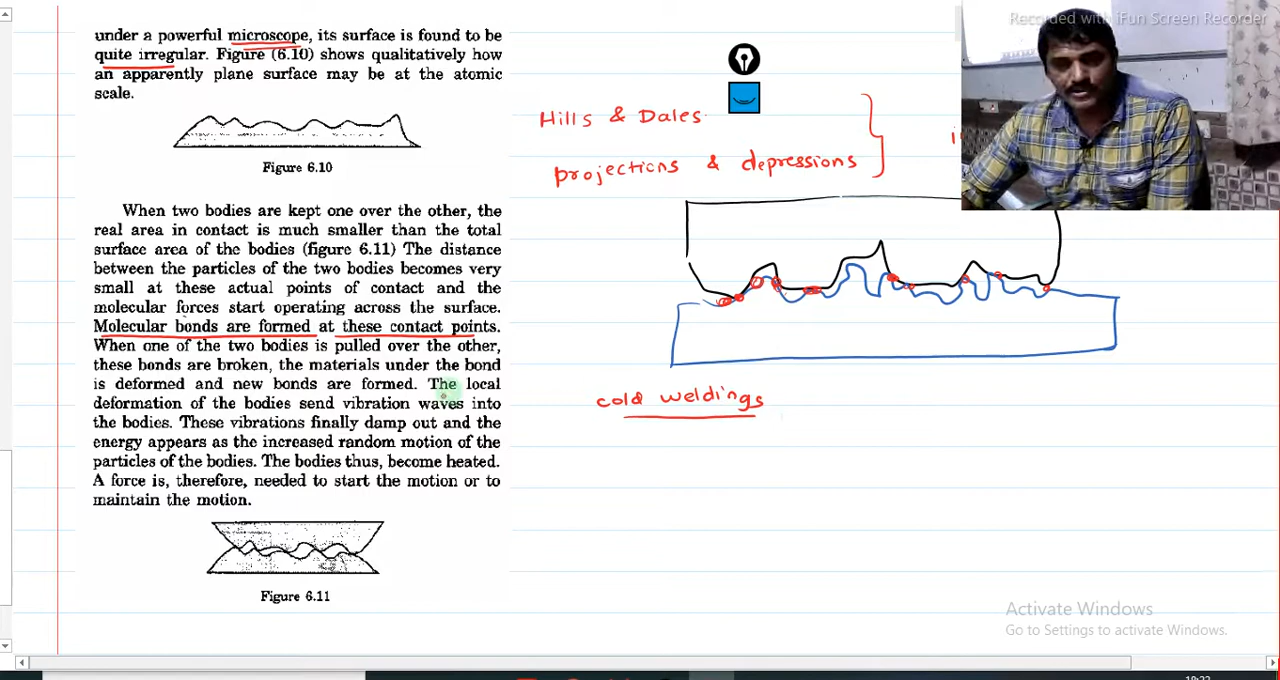 under a powerful microscope, its surface is found to be
quite irregular. Figure (6.10) shows qualitatively how
an apparently plane surface may be at the atomic
scale.
Figure 6.10
When two bodies are kept one over the other, the
real area in contact is much smaller than the total
surface area of the bodies (figure 6.11) The distance
between the particles of the two bodies becomes very
small at these actual points of contact and the
molecular forces start operating across the surface.
Molecular bonds are formed at these contact points.
When one of the two bodies is pulled over the other,
these bonds are broken, the materials under the bond
is deformed and new bonds are formed. The local
deformation of the bodies send vibration waves into
the bodies. These vibrations finally damp out and the
energy appears as the increased random motion of the
particles of the bodies. The bodies thus, become heated.
A force is, therefore, needed to start the motion or to
maintain the motion.
Figure 6.11
Recorded with iFun Screen Recorder
Hills & Dales
projections & depressions
cold weldings
Activate Windows
Go to Settings to activate Windows.